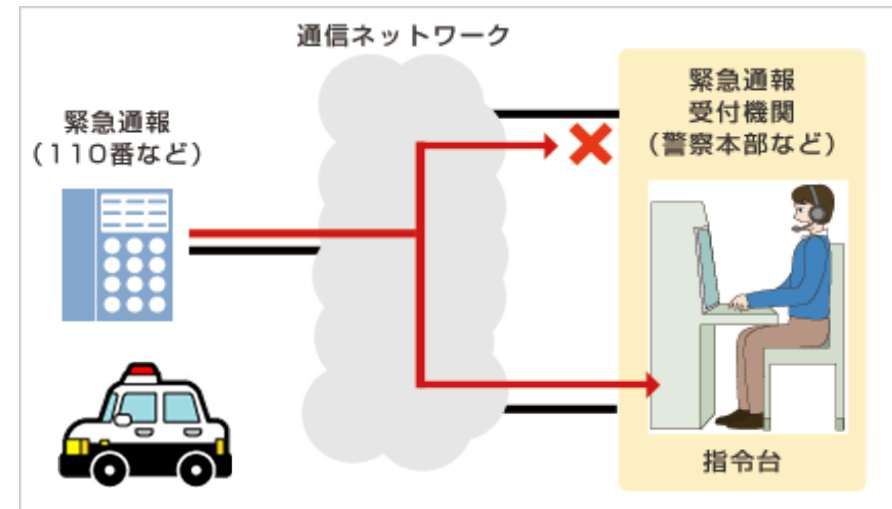 通信ネットワーク
緊急通報
（110番など）
緊急通報
受付機関
（警察本部など）
指令台